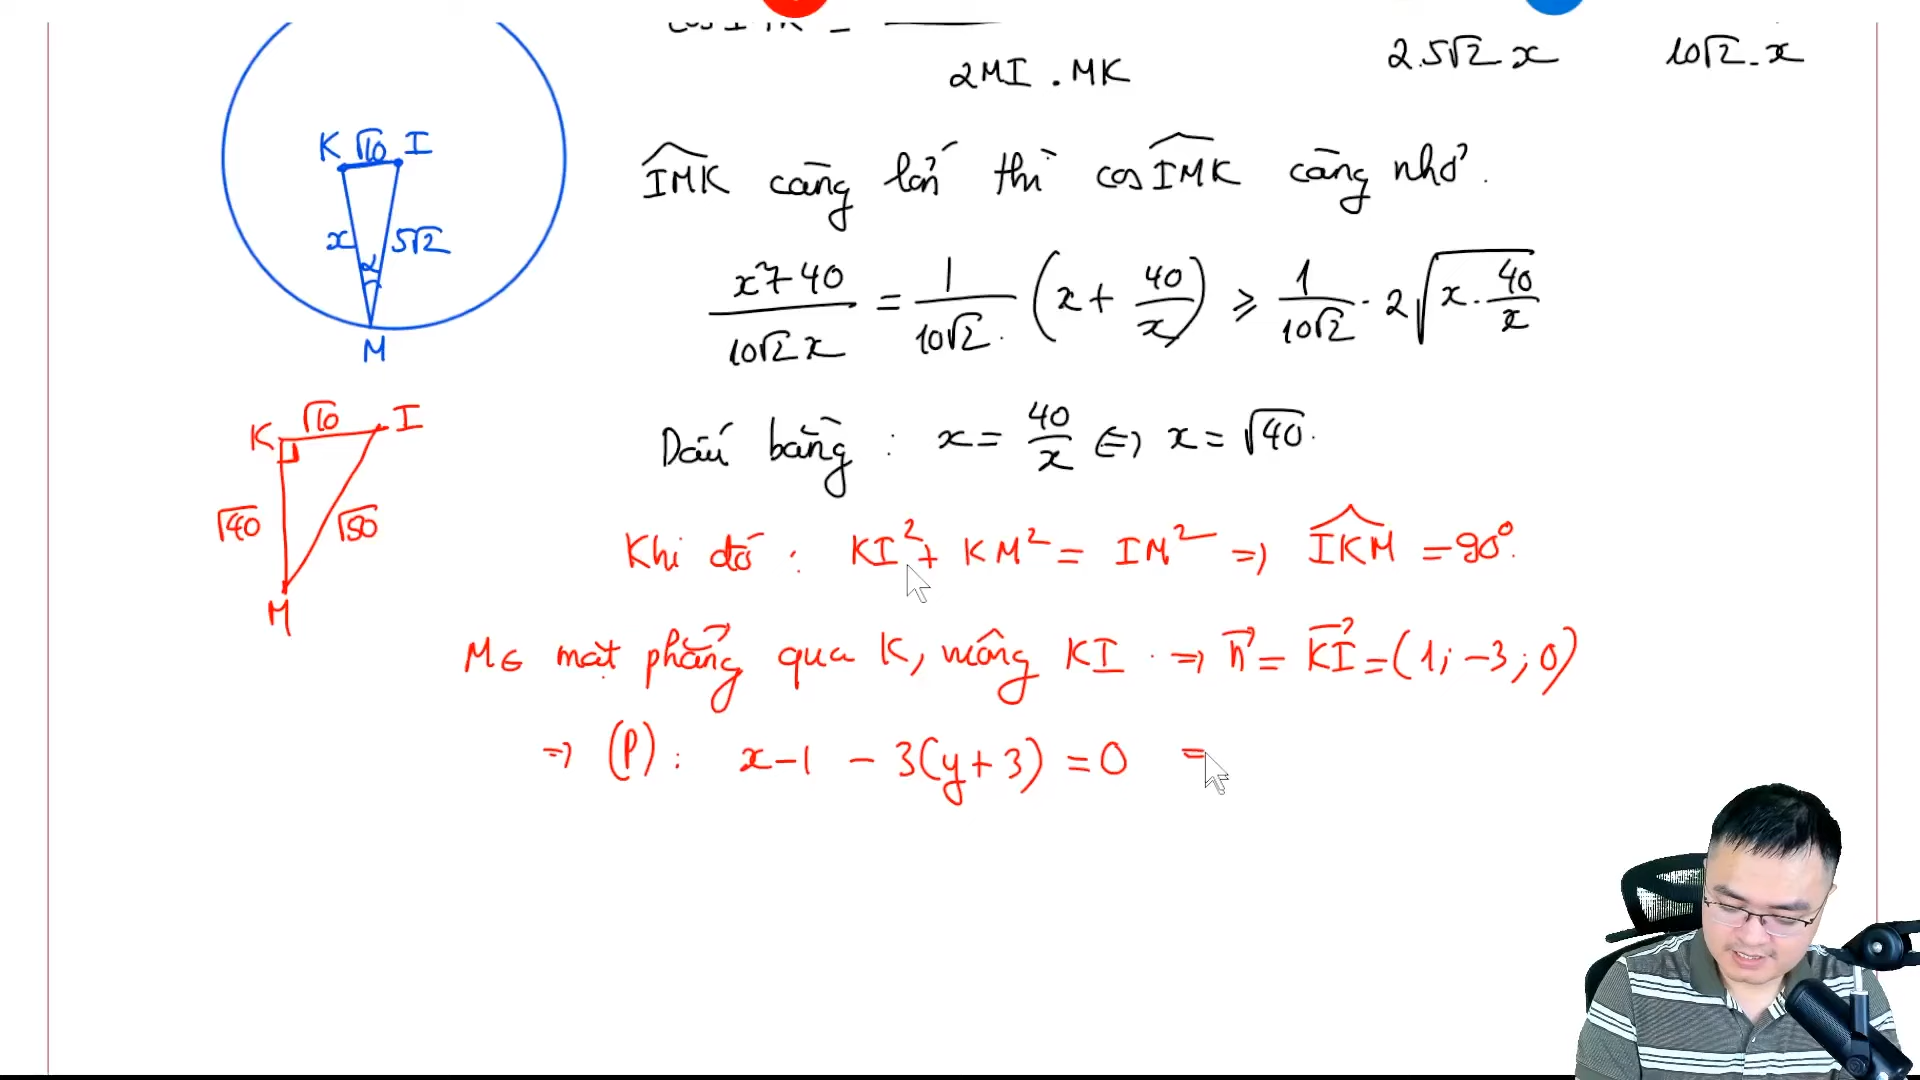 2MI . MK
2.5√2 x
10√2 . x
K √10 I
x 5√2
α
M
IMK càng lớn thì cos IMK càng nhỏ.
x² + 40 / 10√2 x = 1 / 10√2 . (x + 40/x) ⩾ 1 / 10√2 . 2√(x . 40/x)
K √10 I
√40 √50
M
Dấu bằng : x = 40/x ⇔ x = √40.
Khi đó : KI² + KM² = IM² ⇒ IKM = 90°.
M ∈ mặt phẳng qua K, vuông KI . ⇒ n = KI = (1; -3; 0)
⇒ (P) : x - 1 - 3(y + 3) = 0 =